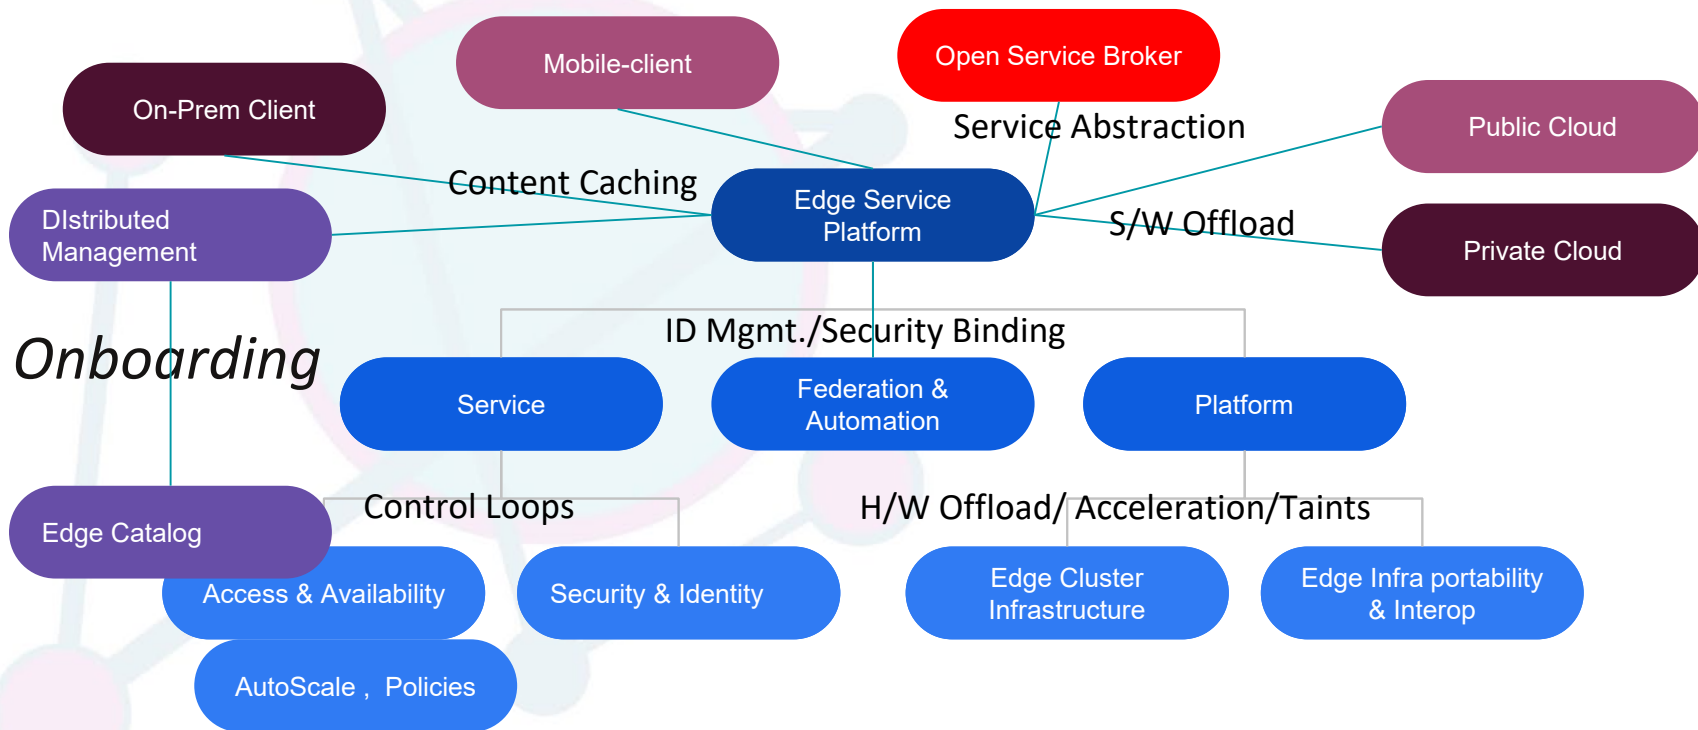 Mobile-client
Open Service Broker
On-Prem Client
Service Abstraction
Public Cloud
Content Caching
Edge Service
Platform
DIstributed
Management
S/W Offload
Private Cloud
ID Mgmt./Security Binding
Onboarding
Service
Federation &
Automation
Platform
Control Loops
H/W Offload/ Acceleration/Taints
Edge Catalog
Access & Availability
Security & Identity
Edge Cluster
Infrastructure
Edge Infra portability
& Interop
AutoScale , Policies